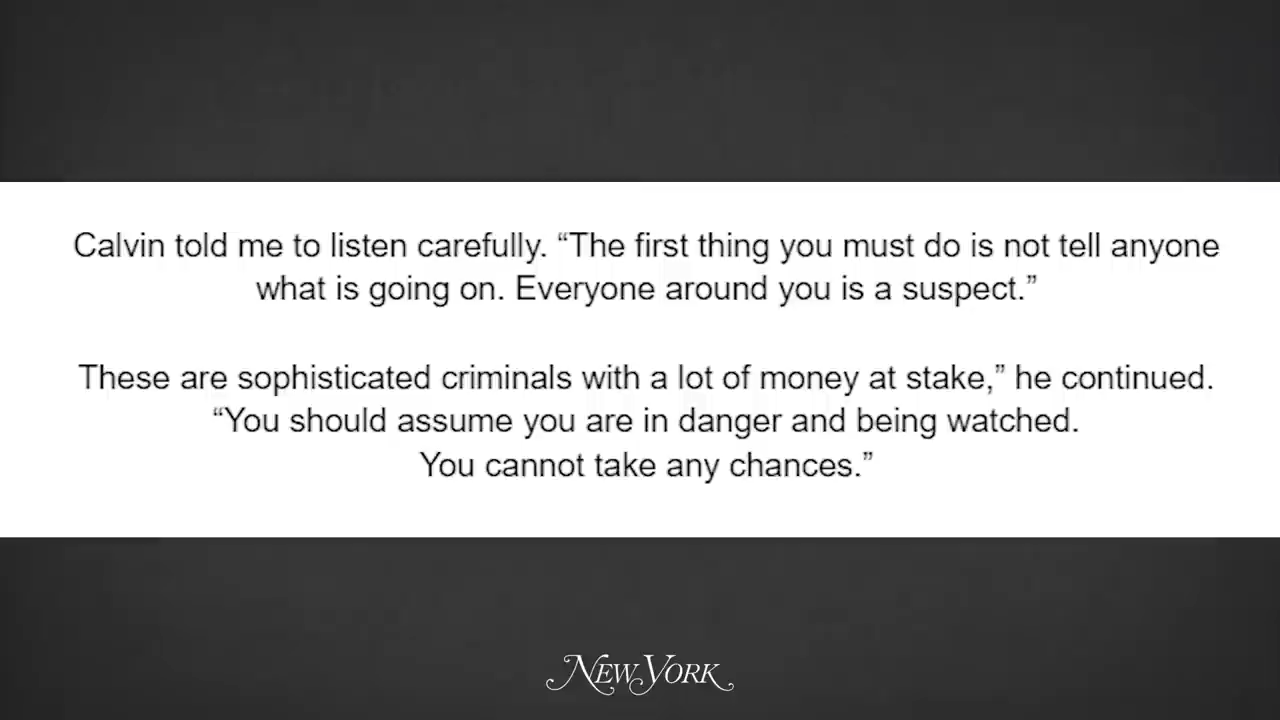 Calvin told me to listen carefully. “The first thing you must do is not tell anyone
what is going on. Everyone around you is a suspect.”
These are sophisticated criminals with a lot of money at stake,” he continued.
“You should assume you are in danger and being watched.
You cannot take any chances.”
NEW YORK